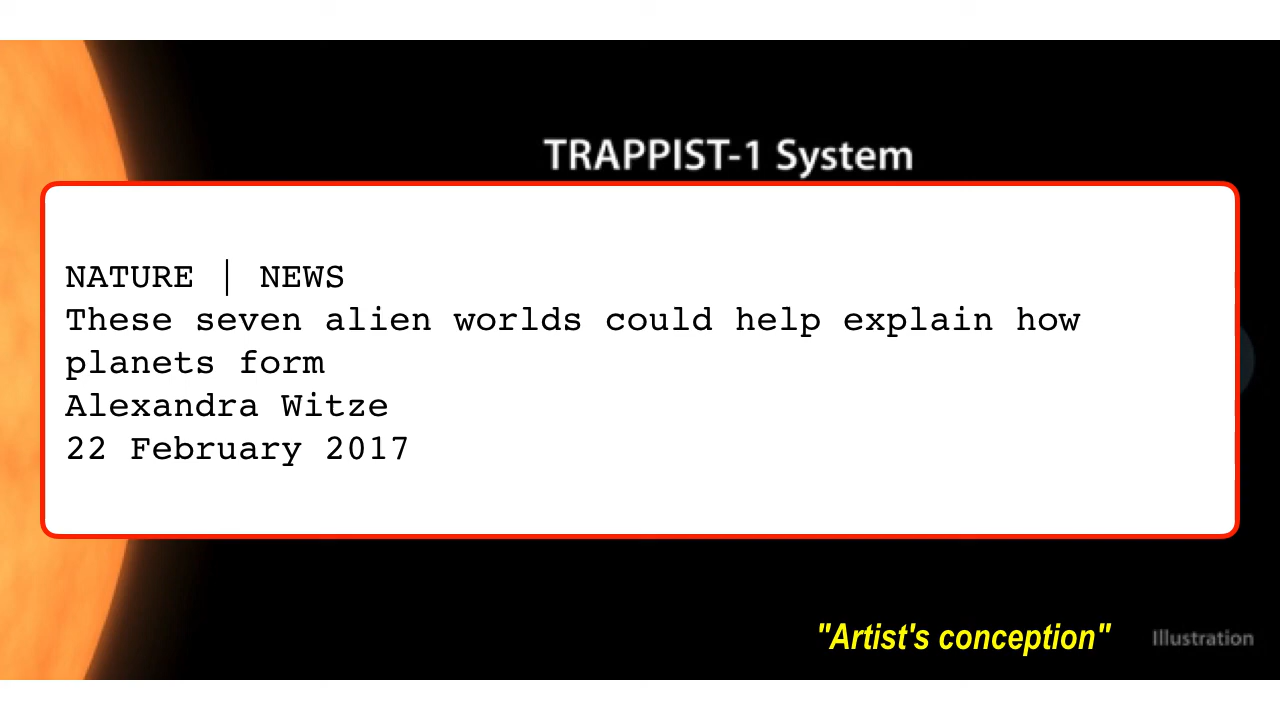 TRAPPIST-1 System
NATURE | NEWS
These seven alien worlds could help explain how
planets form
Alexandra Witze
22 February 2017
"Artist's conception"
Illustration